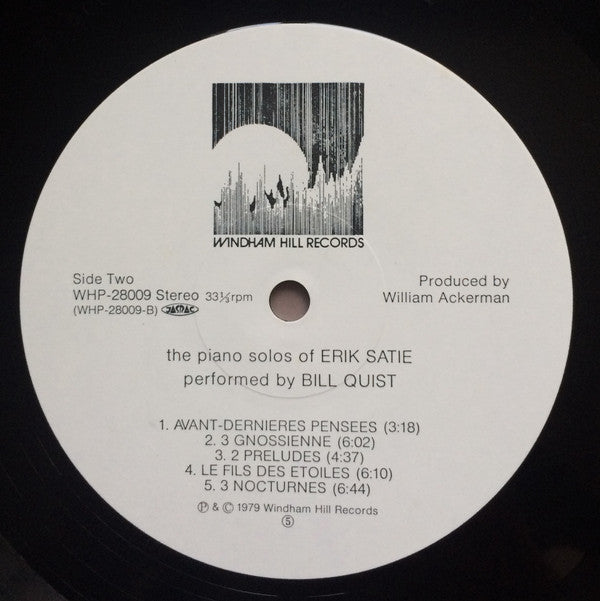 WINDHAM HILL RECORDS
Side Two
WHP-28009 Stereo 33⅓rpm
(WHP-28009-B) JASRAC
Produced by
William Ackerman
the piano solos of ERIK SATIE
performed by BILL QUIST
1. AVANT-DERNIERES PENSEES (3:18)
2. 3 GNOSSIENNE (6:02)
3. 2 PRELUDES (4:37)
4. LE FILS DES ETOILES (6:10)
5. 3 NOCTURNES (6:44)
Ⓟ & © 1979 Windham Hill Records
⑤